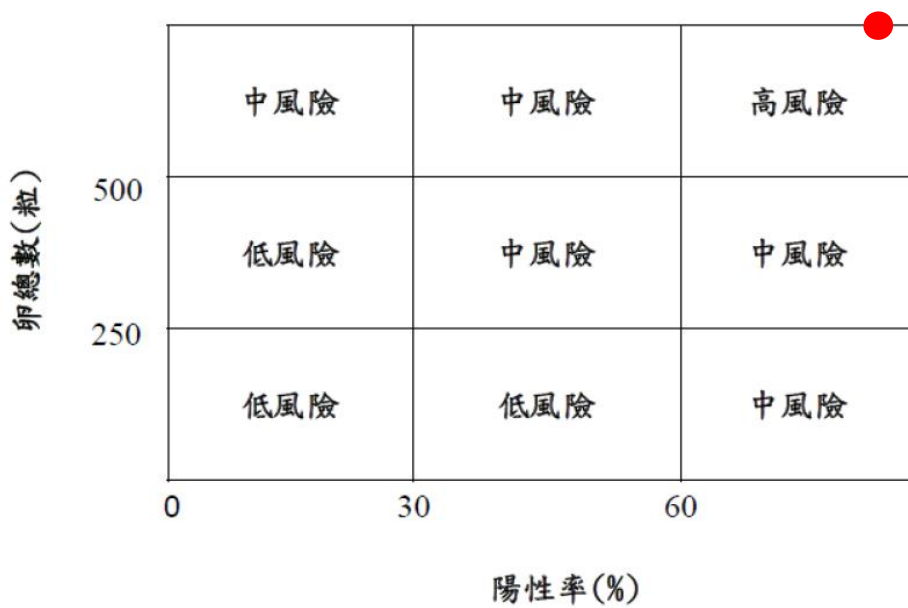 中風險 中風險 高風險
500
低風險 中風險 中風險
250
低風險 低風險 中風險
0 30 60
卵總數(粒)
陽性率(%)